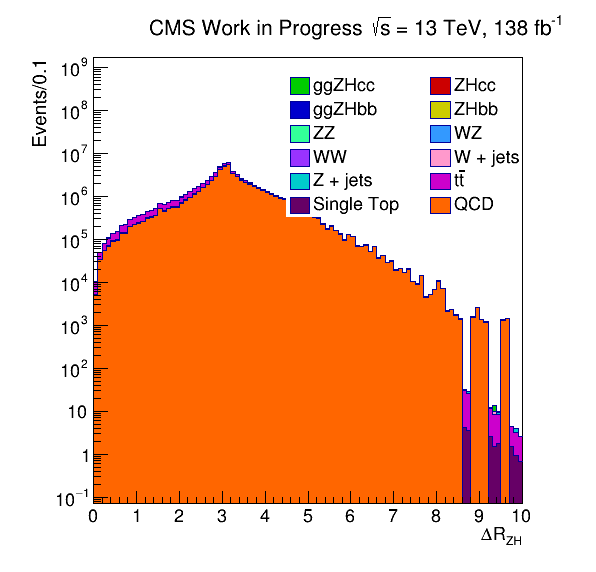 CMS Work in Progress √s = 13 TeV, 138 fb⁻¹
Events/0.1
10⁹
10⁸
10⁷
10⁶
10⁵
10⁴
10³
10²
10
1
10⁻¹
ggZHcc ZHcc
ggZHbb ZHbb
ZZ WZ
WW W + jets
Z + jets tt̅
Single Top QCD
0 1 2 3 4 5 6 7 8 9 10
ΔR_ZH